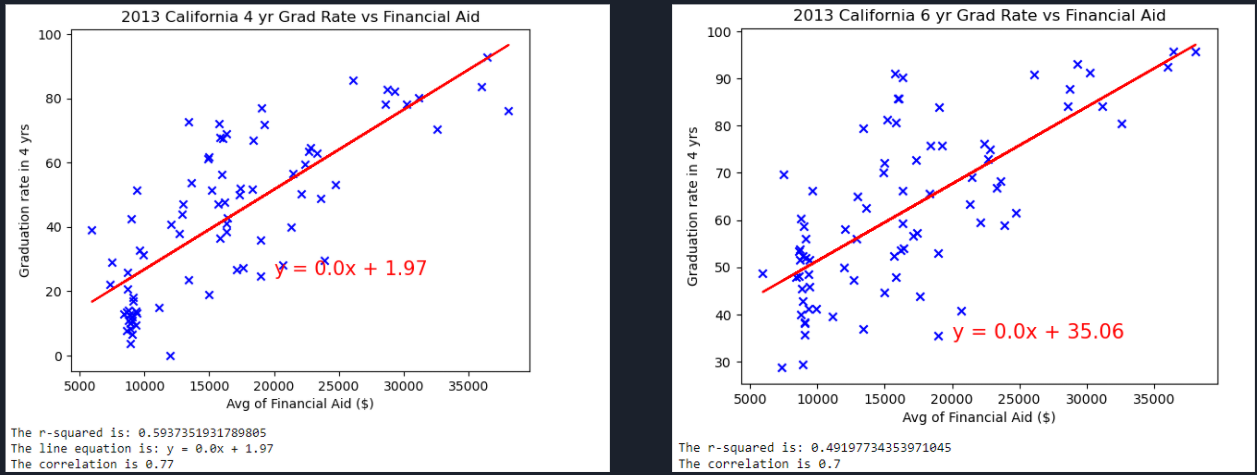 2013 California 4 yr Grad Rate vs Financial Aid
100
80
60
40
20
0
Graduation rate in 4 yrs
y = 0.0x + 1.97
5000 10000 15000 20000 25000 30000 35000
Avg of Financial Aid ($)
The r-squared is: 0.5937351931789805
The line equation is: y = 0.0x + 1.97
The correlation is 0.77
2013 California 6 yr Grad Rate vs Financial Aid
100
90
80
70
60
50
40
30
Graduation rate in 4 yrs
y = 0.0x + 35.06
5000 10000 15000 20000 25000 30000 35000
Avg of Financial Aid ($)
The r-squared is: 0.49197734353971045
The correlation is 0.7